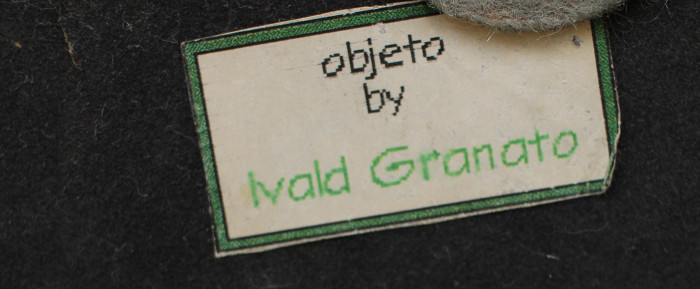 objeto
by
Ivald Granato